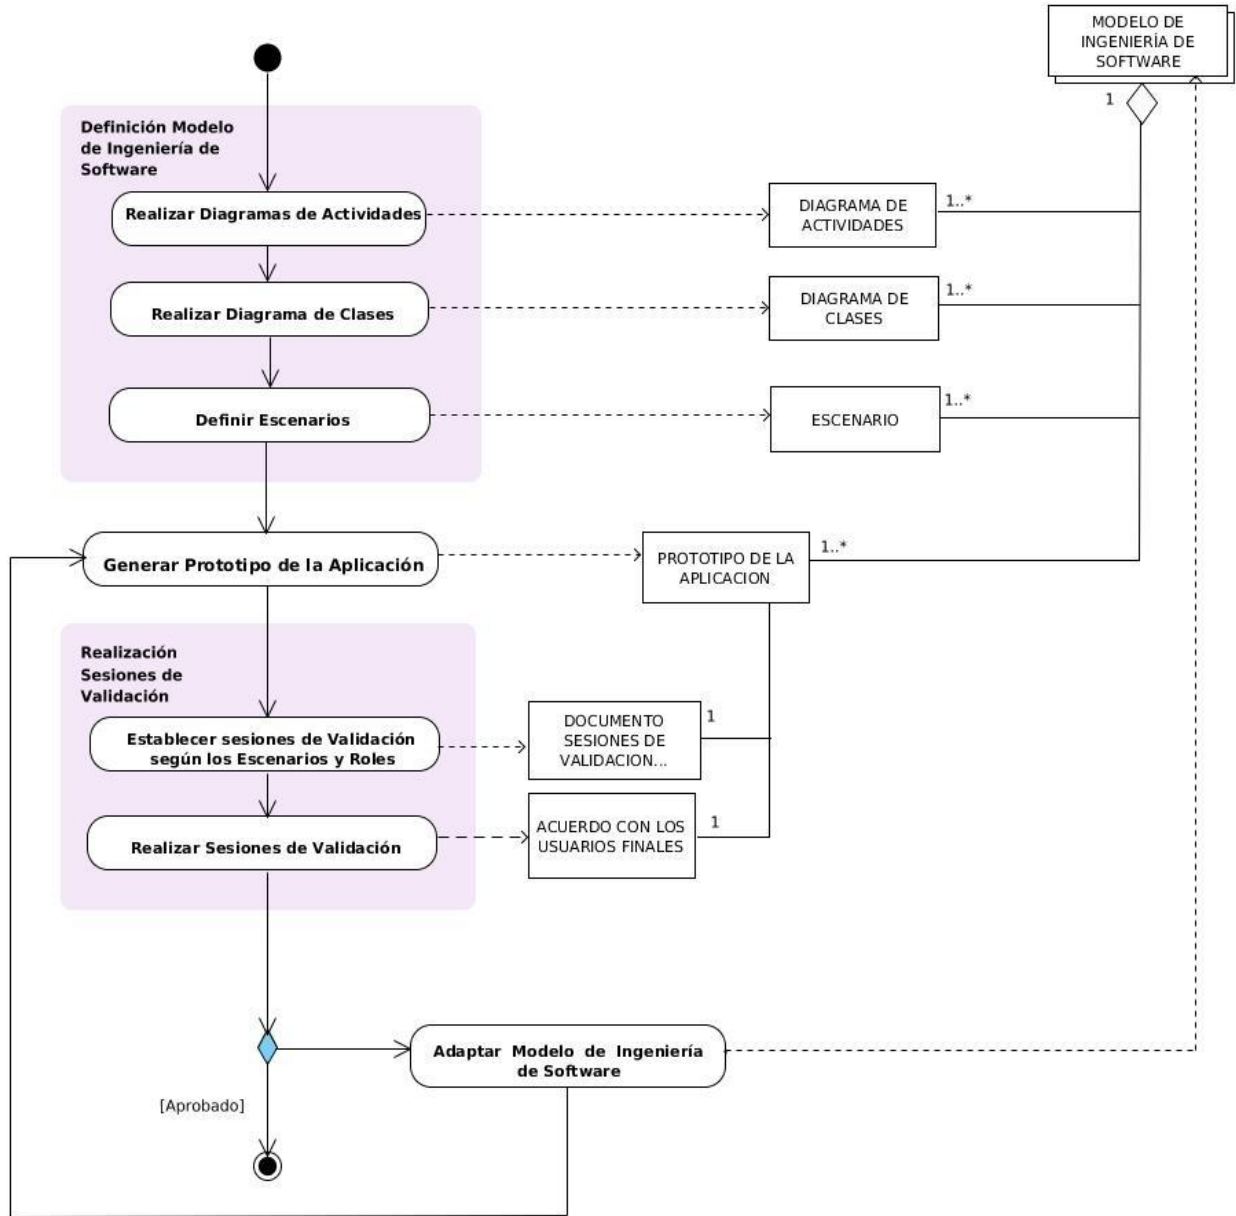 MODELO DE
INGENIERÍA DE
SOFTWARE
1
Definición Modelo
de Ingeniería de
Software
Realizar Diagramas de Actividades
DIAGRAMA DE
ACTIVIDADES
1..*
Realizar Diagrama de Clases
DIAGRAMA DE
CLASES
1..*
Definir Escenarios
ESCENARIO
1..*
Generar Prototipo de la Aplicación
PROTOTIPO DE LA
APLICACION
1..*
Realización
Sesiones de
Validación
Establecer sesiones de Validación
según los Escenarios y Roles
DOCUMENTO
SESIONES DE
VALIDACION...
1
Realizar Sesiones de Validación
ACUERDO CON LOS
USUARIOS FINALES
1
Adaptar Modelo de Ingeniería
de Software
[Aprobado]